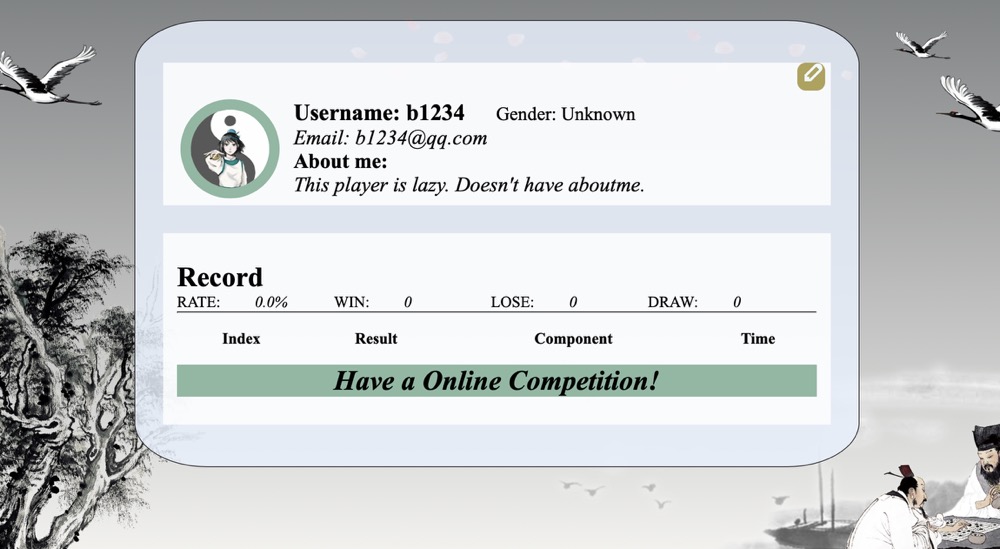 Username: b1234 Gender: Unknown
Email: b1234@qq.com
About me:
This player is lazy. Doesn't have aboutme.
Record
RATE: 0.0% WIN: 0 LOSE: 0 DRAW: 0
Index Result Component Time
Have a Online Competition!